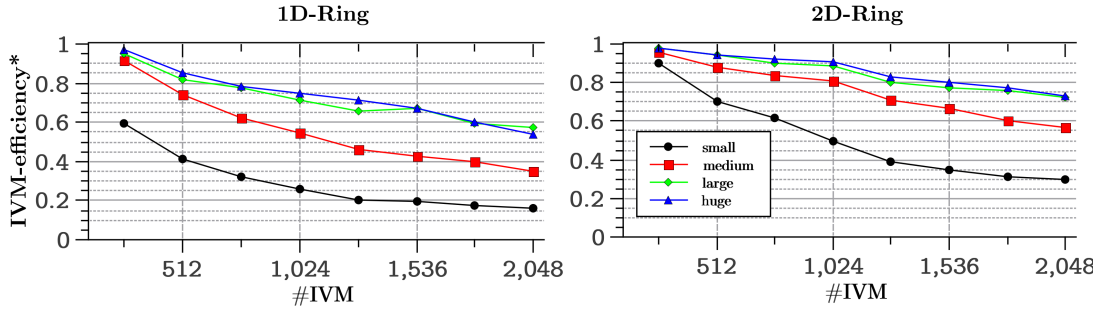 1D-Ring
IVM-efficiency*
1
0.8
0.6
0.4
0.2
0
512
1,024
1,536
2,048
#IVM
2D-Ring
1
0.8
0.6
0.4
0.2
0
small
medium
large
huge
512
1,024
1,536
2,048
#IVM